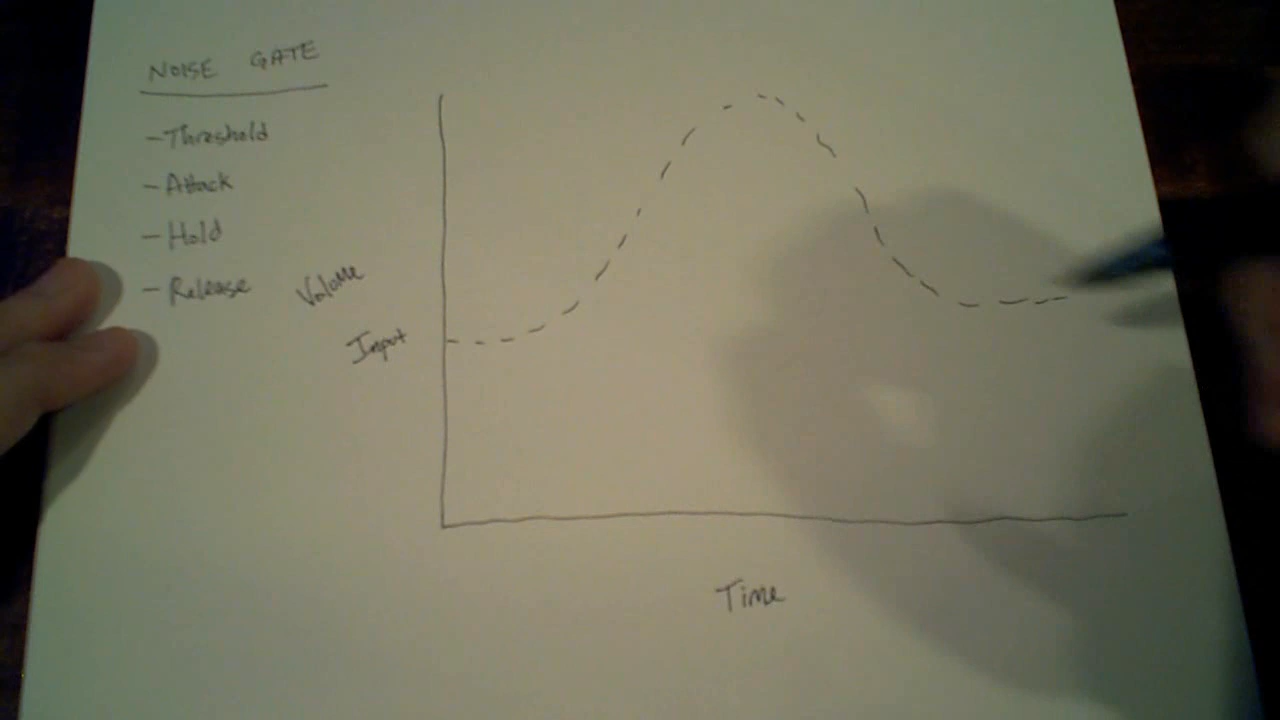 NOISE GATE
- Threshold
- Attack
- Hold
- Release
Volume
Input
Time